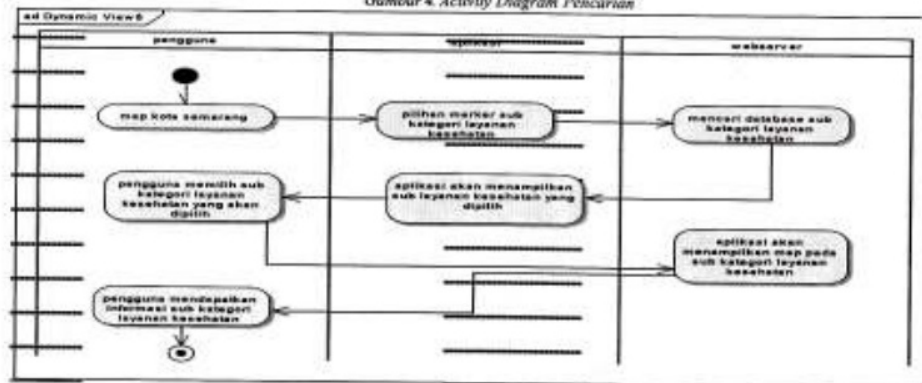 Gambar 4. Activity Diagram Pencarian
ad Dynamic View6
pengguna
aplikasi
webserver
map kota semarang
pilihan marker sub
kategori layanan
kesehatan
mencari database sub
kategori layanan
kesehatan
pengguna memilih sub
kategori layanan
kesehatan yang akan
dipilih
aplikasi akan menampilkan
sub layanan kesehatan yang
dipilih
aplikasi akan
menampilkan map pada
sub kategori layanan
kesehatan
pengguna mendapatkan
informasi sub kategori
layanan kesehatan